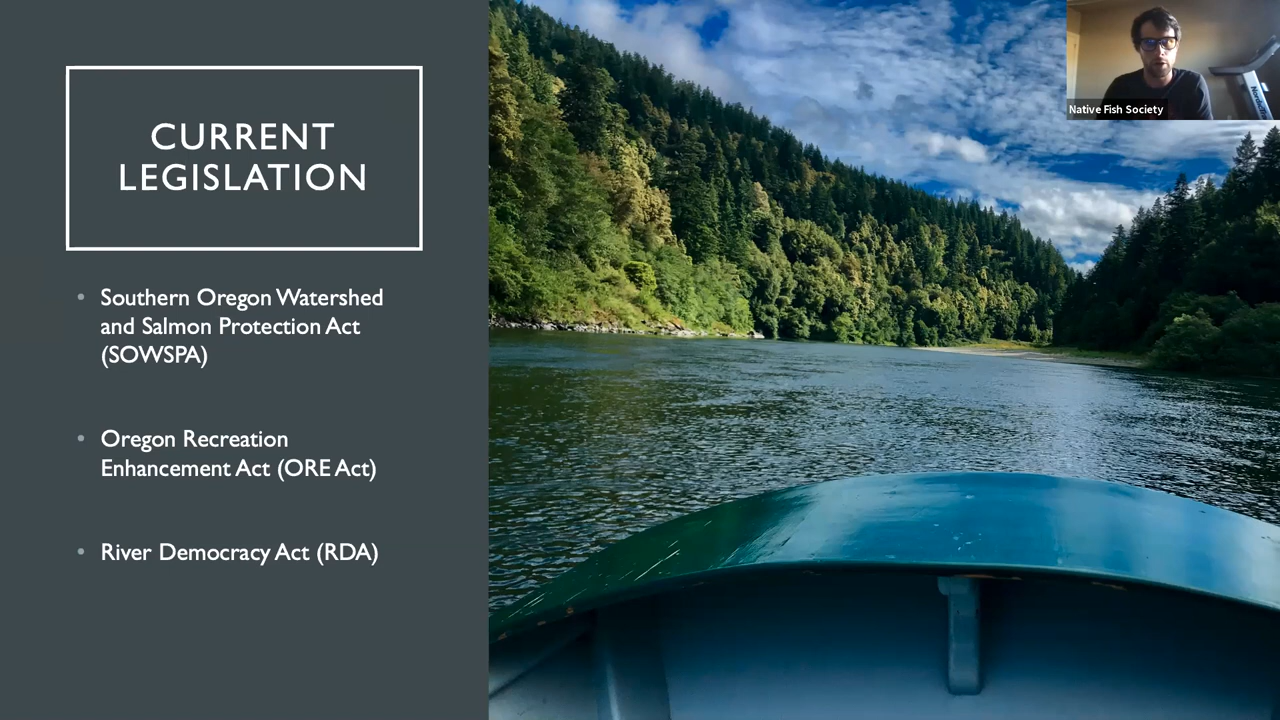 CURRENT
LEGISLATION
Southern Oregon Watershed
and Salmon Protection Act
(SOWSPA)
Oregon Recreation
Enhancement Act (ORE Act)
River Democracy Act (RDA)
Native Fish Society